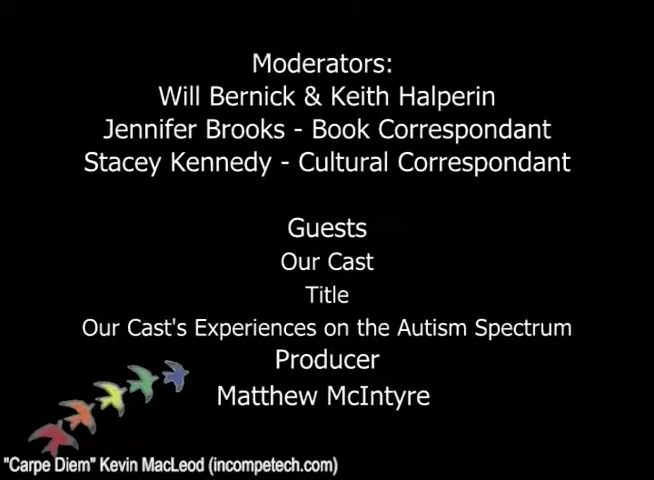 Moderators:
Will Bernick & Keith Halperin
Jennifer Brooks - Book Correspondant
Stacey Kennedy - Cultural Correspondant
Guests
Our Cast
Title
Our Cast's Experiences on the Autism Spectrum
Producer
Matthew McIntyre
"Carpe Diem" Kevin MacLeod (incompetech.com)